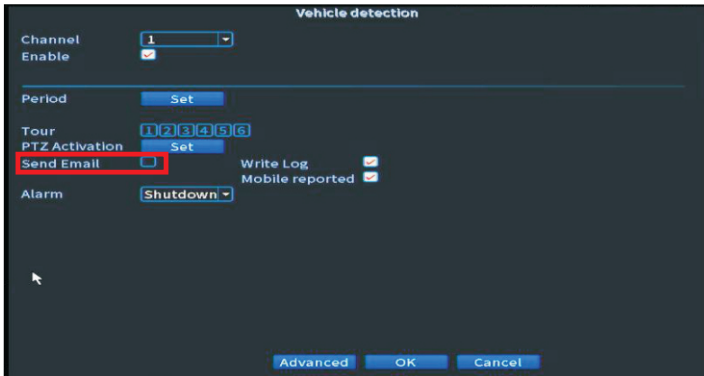 Vehicle detection
Channel 1
Enable
Period Set
Tour 1 2 3 4 5 6
PTZ Activation Set
Send Email Write Log
Mobile reported
Alarm Shutdown
Advanced OK Cancel